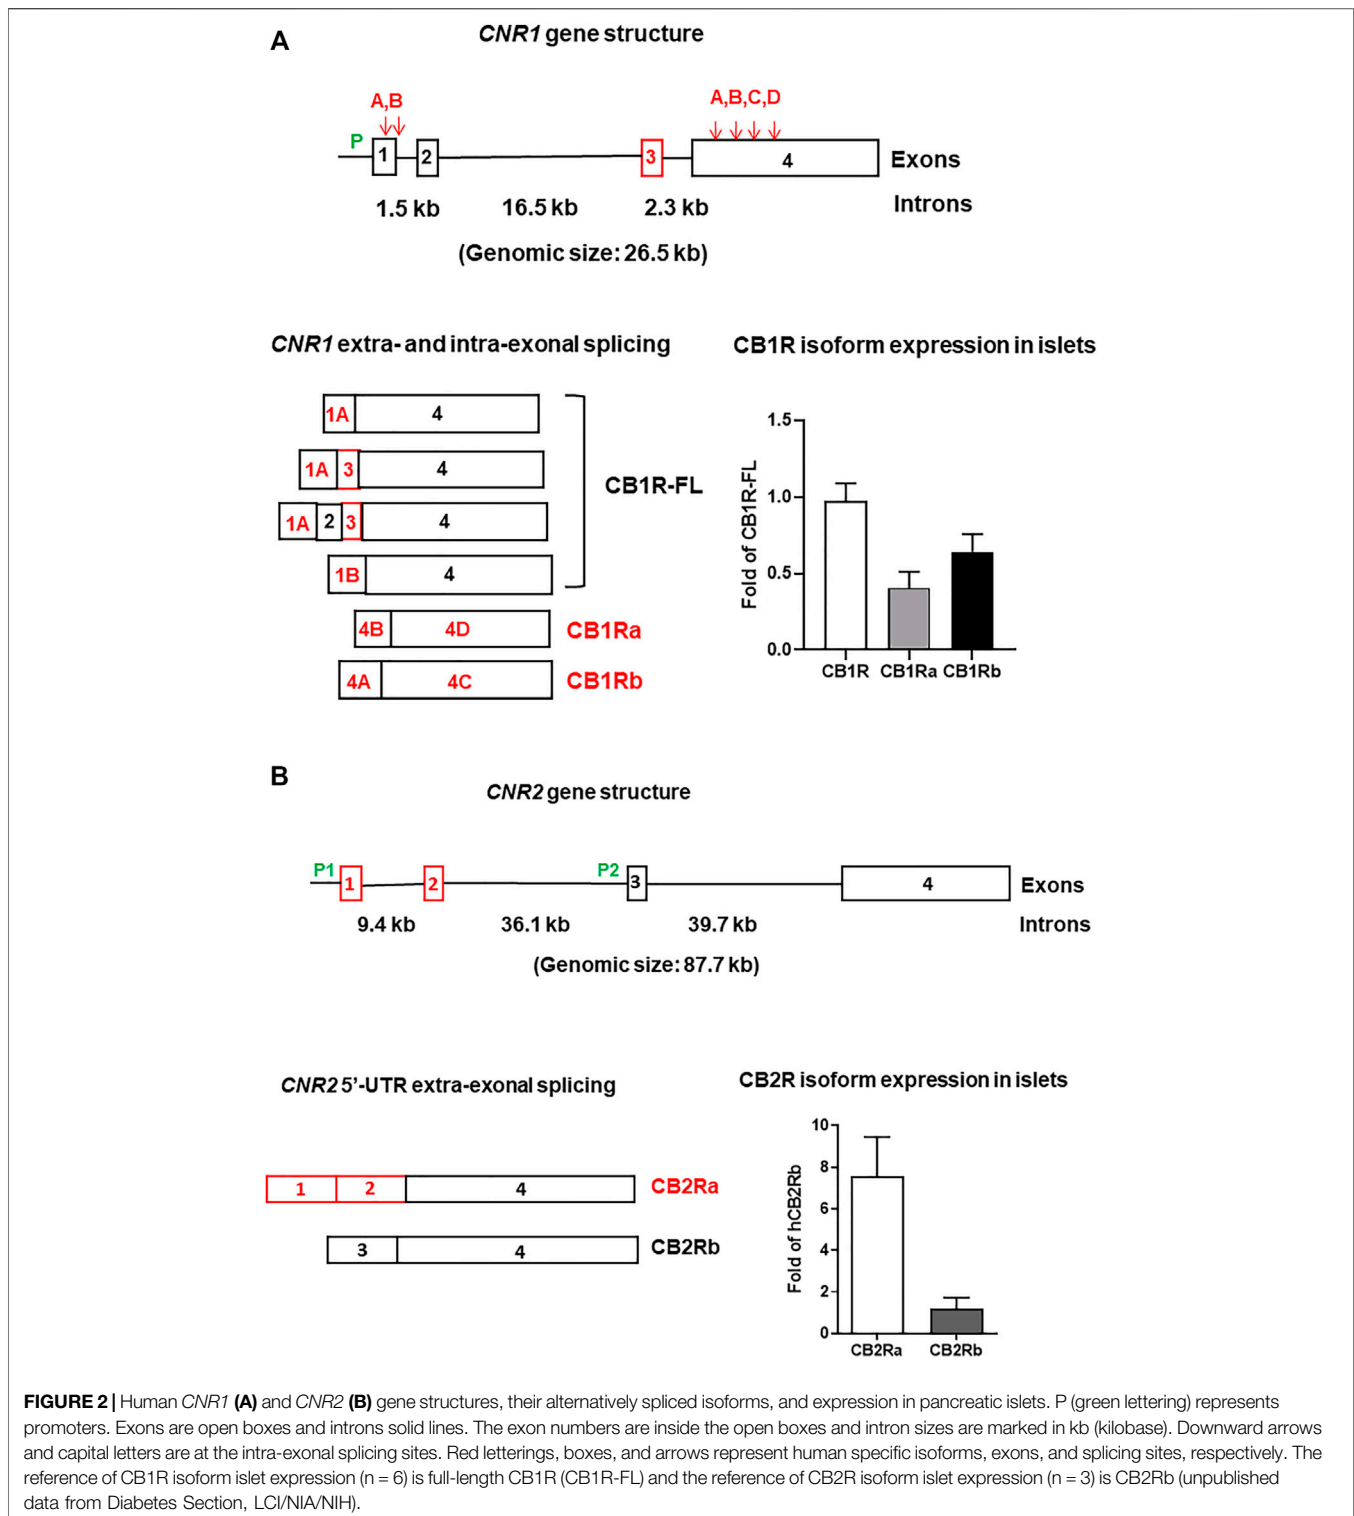 A
CNR1 gene structure
A,B
A,B,C,D
P
1
2
3
4
Exons
1.5 kb
16.5 kb
2.3 kb
Introns
(Genomic size: 26.5 kb)
CNR1 extra- and intra-exonal splicing
1A
4
1A
3
4
1A
2
3
4
1B
4
CB1R-FL
4B
4D
CB1Ra
4A
4C
CB1Rb
CB1R isoform expression in islets
Fold of CB1R-FL
1.5
1.0
0.5
0.0
CB1R
CB1Ra
CB1Rb
B
CNR2 gene structure
P1
1
2
P2
3
4
Exons
9.4 kb
36.1 kb
39.7 kb
Introns
(Genomic size: 87.7 kb)
CNR2 5'-UTR extra-exonal splicing
1
2
4
CB2Ra
3
4
CB2Rb
CB2R isoform expression in islets
Fold of hCB2Rb
10
8
6
4
2
0
CB2Ra
CB2Rb
FIGURE 2 | Human CNR1 (A) and CNR2 (B) gene structures, their alternatively spliced isoforms, and expression in pancreatic islets. P (green lettering) represents
promoters. Exons are open boxes and introns solid lines. The exon numbers are inside the open boxes and intron sizes are marked in kb (kilobase). Downward arrows
and capital letters are at the intra-exonal splicing sites. Red letterings, boxes, and arrows represent human specific isoforms, exons, and splicing sites, respectively. The
reference of CB1R isoform islet expression (n = 6) is full-length CB1R (CB1R-FL) and the reference of CB2R isoform islet expression (n = 3) is CB2Rb (unpublished
data from Diabetes Section, LCI/NIA/NIH).